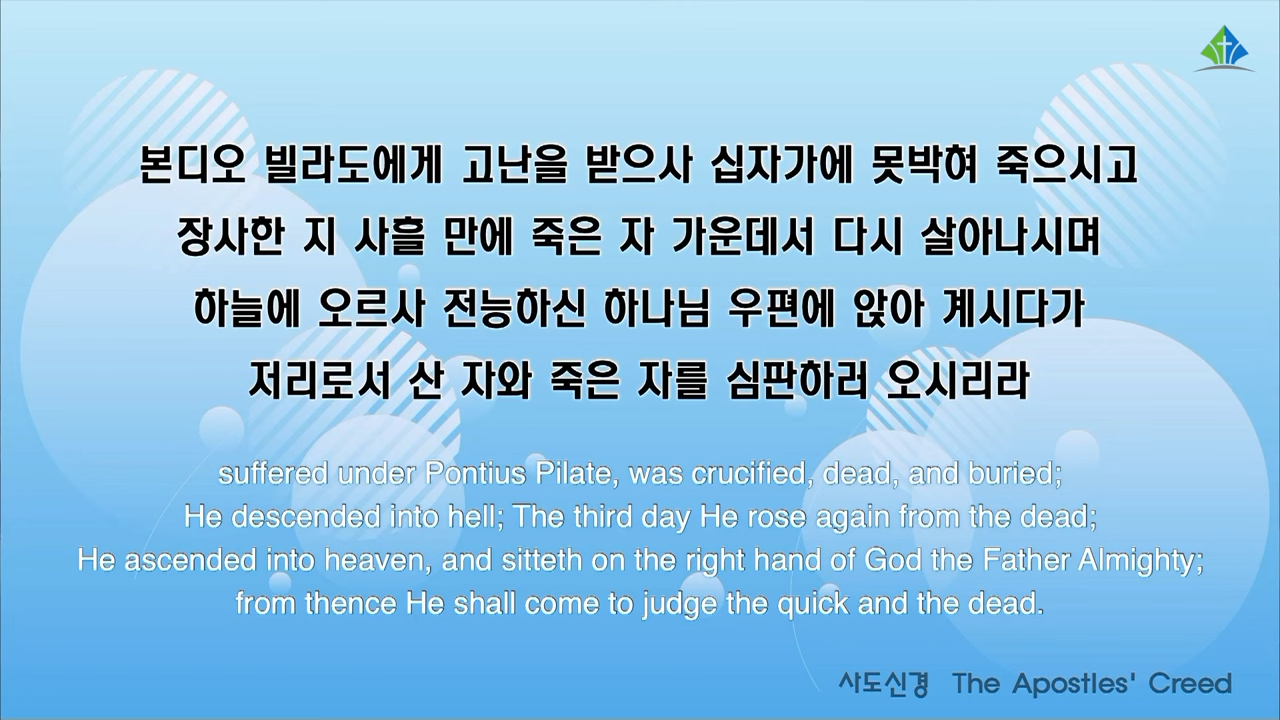 본디오 빌라도에게 고난을 받으사 십자가에 못박혀 죽으시고
장사한 지 사흘 만에 죽은 자 가운데서 다시 살아나시며
하늘에 오르사 전능하신 하나님 우편에 앉아 계시다가
저리로서 산 자와 죽은 자를 심판하러 오시리라
suffered under Pontius Pilate, was crucified, dead, and buried;
He descended into hell; The third day He rose again from the dead;
He ascended into heaven, and sitteth on the right hand of God the Father Almighty;
from thence He shall come to judge the quick and the dead.
사도신경 The Apostles' Creed